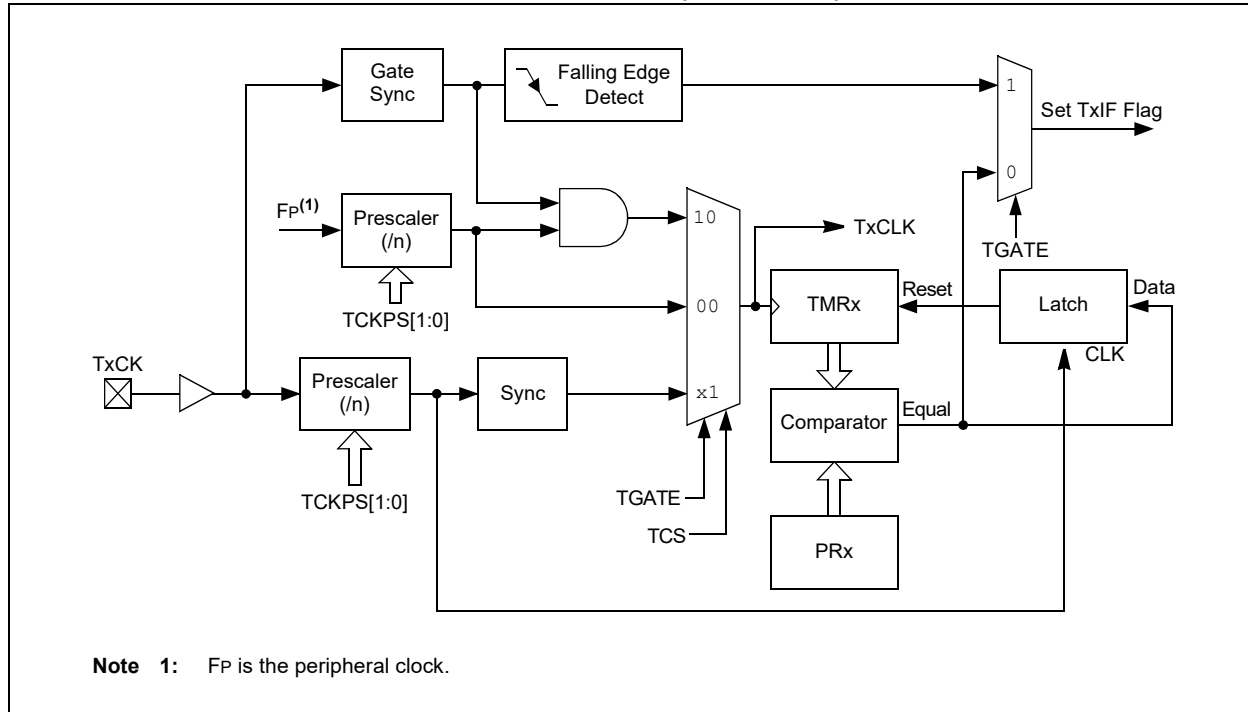 Gate
Sync
Falling Edge
Detect
1
Set TxIF Flag
0
TGATE
FP(1)
Prescaler
(/n)
TCKPS[1:0]
10
00
x1
TxCLK
TMRx
Reset
Latch
Data
CLK
TxCK
Prescaler
(/n)
TCKPS[1:0]
Sync
Comparator
Equal
TGATE
TCS
PRx
Note 1: FP is the peripheral clock.